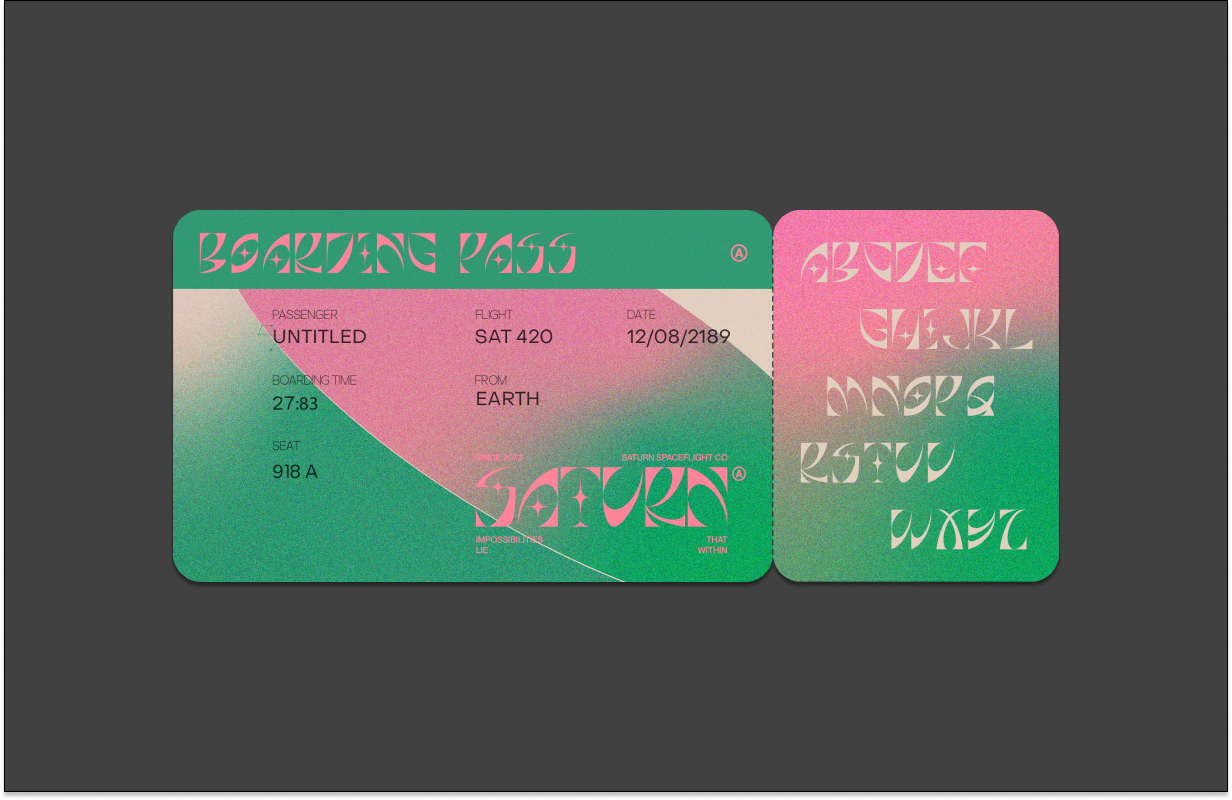 BOARDING PASS
A
PASSENGER
UNTITLED
FLIGHT
SAT 420
DATE
12/08/2189
BOARDING TIME
27:83
FROM
EARTH
SEAT
918 A
SINCE 2073
SATURN SPACEFLIGHT CO
SATURN
A
IMPOSSIBILITIES
LIE
THAT
WITHIN
ABCDEF
GHIJKL
MNOPQ
RSTUV
WXYZ